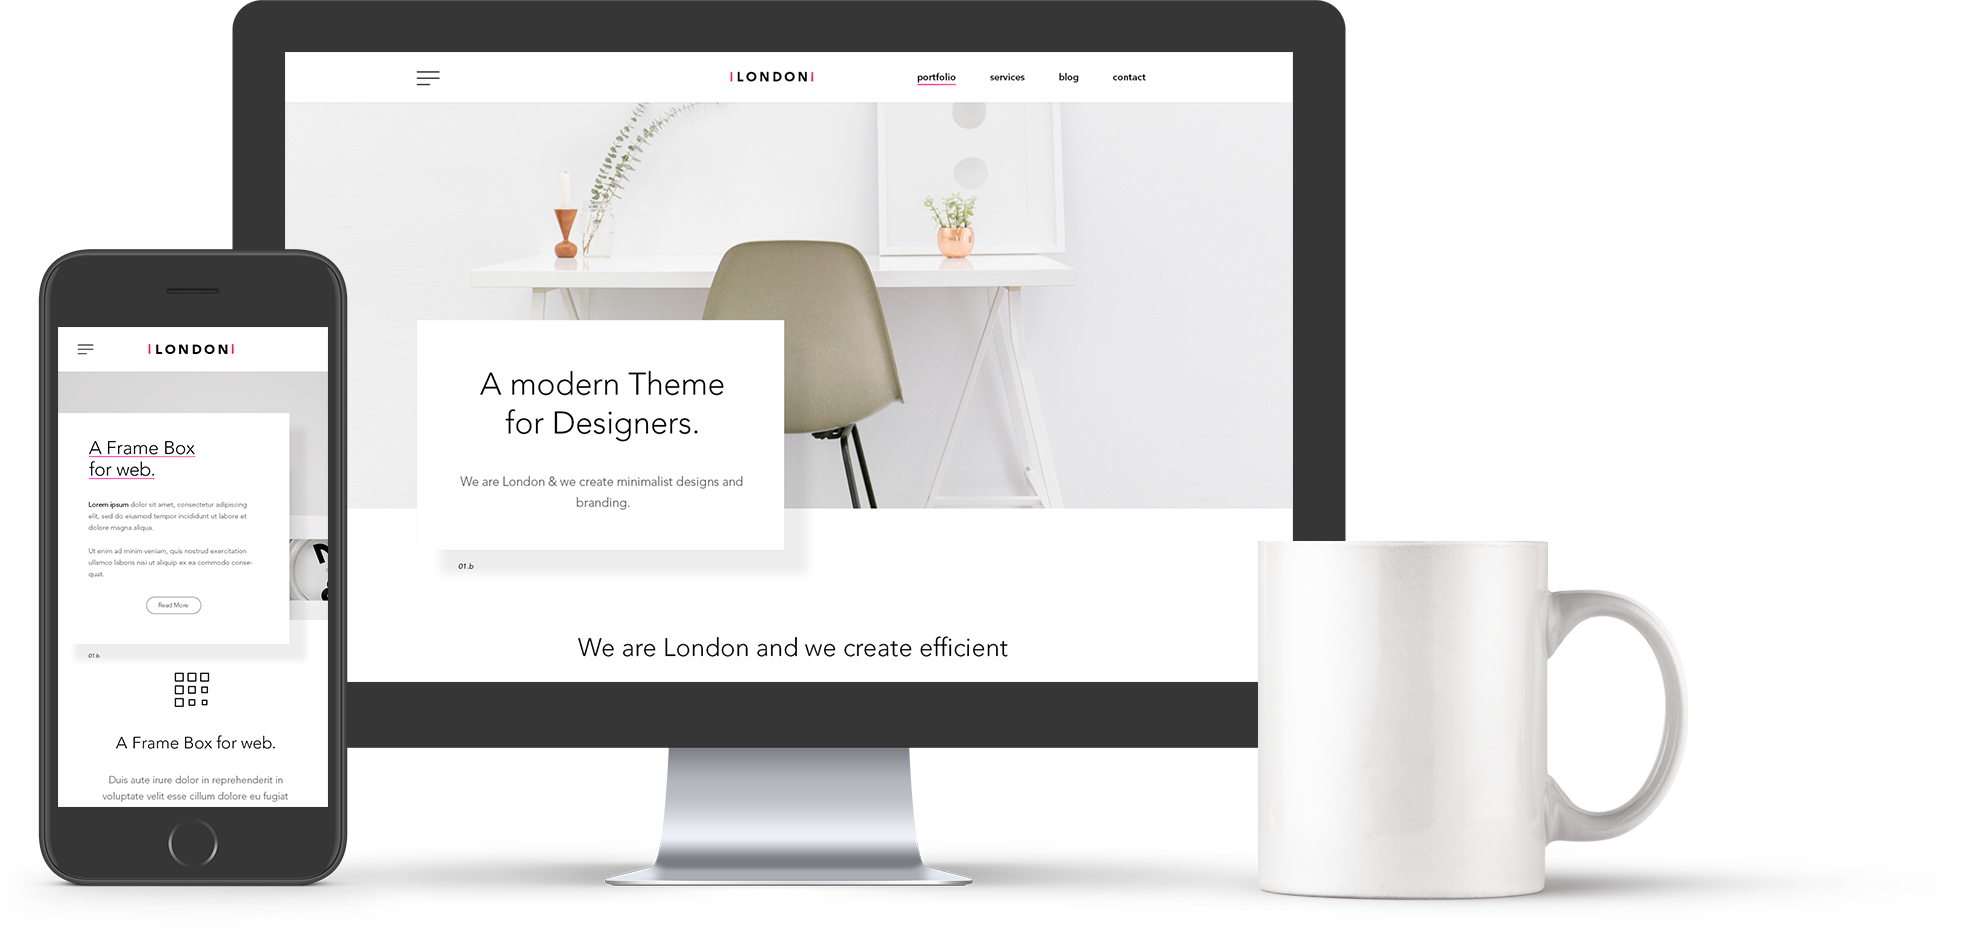 |LONDON|
portfolio services blog contact
A modern Theme
for Designers.
We are London & we create minimalist designs and
branding.
01.b
We are London and we create efficient
|LONDON|
A Frame Box
for web.
Lorem ipsum dolor sit amet, consectetur adipiscing
elit, sed do eiusmod tempor incididunt ut labore et
dolore magna aliqua.
Ut enim ad minim veniam, quis nostrud exercitation
ullamco laboris nisi ut aliquip ex ea commodo conse-
quat.
Read More
01.b
A Frame Box for web.
Duis aute irure dolor in reprehenderit in
voluptate velit esse cillum dolore eu fugiat